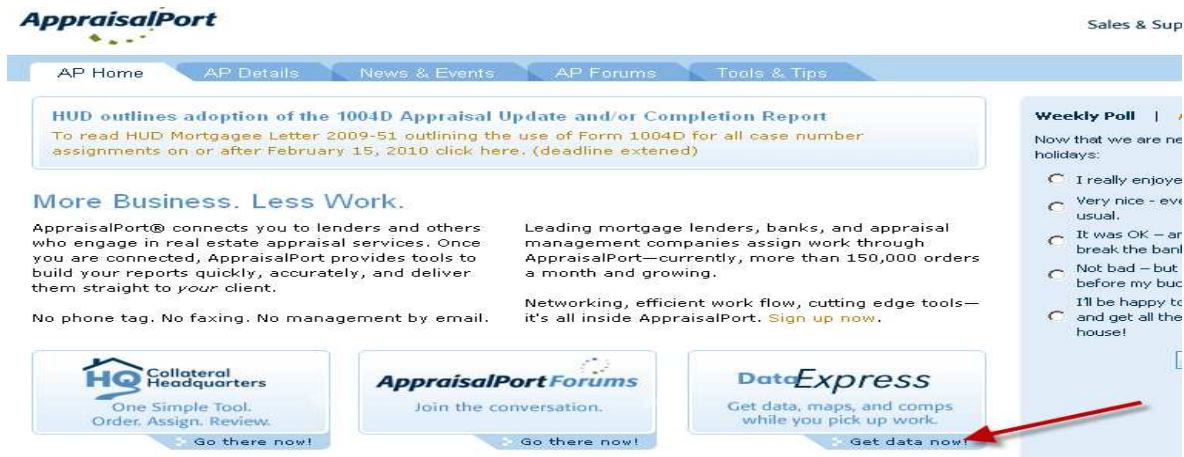 AppraisalPort
Sales & Sup
AP Home
AP Details
News & Events
AP Forums
Tools & Tips
HUD outlines adoption of the 1004D Appraisal Update and/or Completion Report
To read HUD Mortgagee Letter 2009-51 outlining the use of Form 1004D for all case number
assignments on or after February 15, 2010 click here. (deadline extened)
More Business. Less Work.
AppraisalPort® connects you to lenders and others
who engage in real estate appraisal services. Once
you are connected, AppraisalPort provides tools to
build your reports quickly, accurately, and deliver
them straight to your client.
No phone tag. No faxing. No management by email.
Leading mortgage lenders, banks, and appraisal
management companies assign work through
AppraisalPort—currently, more than 150,000 orders
a month and growing.
Networking, efficient work flow, cutting edge tools—
it's all inside AppraisalPort. Sign up now.
HQ Collateral
Headquarters
One Simple Tool.
Order. Assign. Review.
Go there now!
AppraisalPort Forums
Join the conversation.
Go there now!
DataExpress
Get data, maps, and comps
while you pick up work.
Get data now!
Weekly Poll |
Now that we are ne
holidays:
I really enjoye
Very nice - eve
usual.
It was OK – an
break the bank
Not bad – but
before my bud
I'll be happy to
and get all the
house!